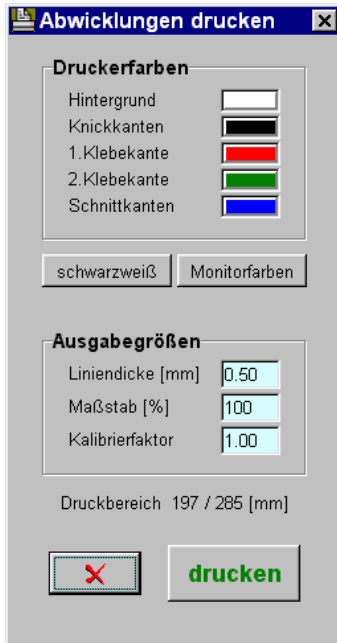 Abwicklungen drucken
Druckerfarben
Hintergrund
Knickkanten
1.Klebekante
2.Klebekante
Schnittkanten
schwarzweiß Monitorfarben
Ausgabegrößen
Liniendicke [mm] 0.50
Maßstab [%] 100
Kalibrierfaktor 1.00
Druckbereich 197 / 285 [mm]
drucken